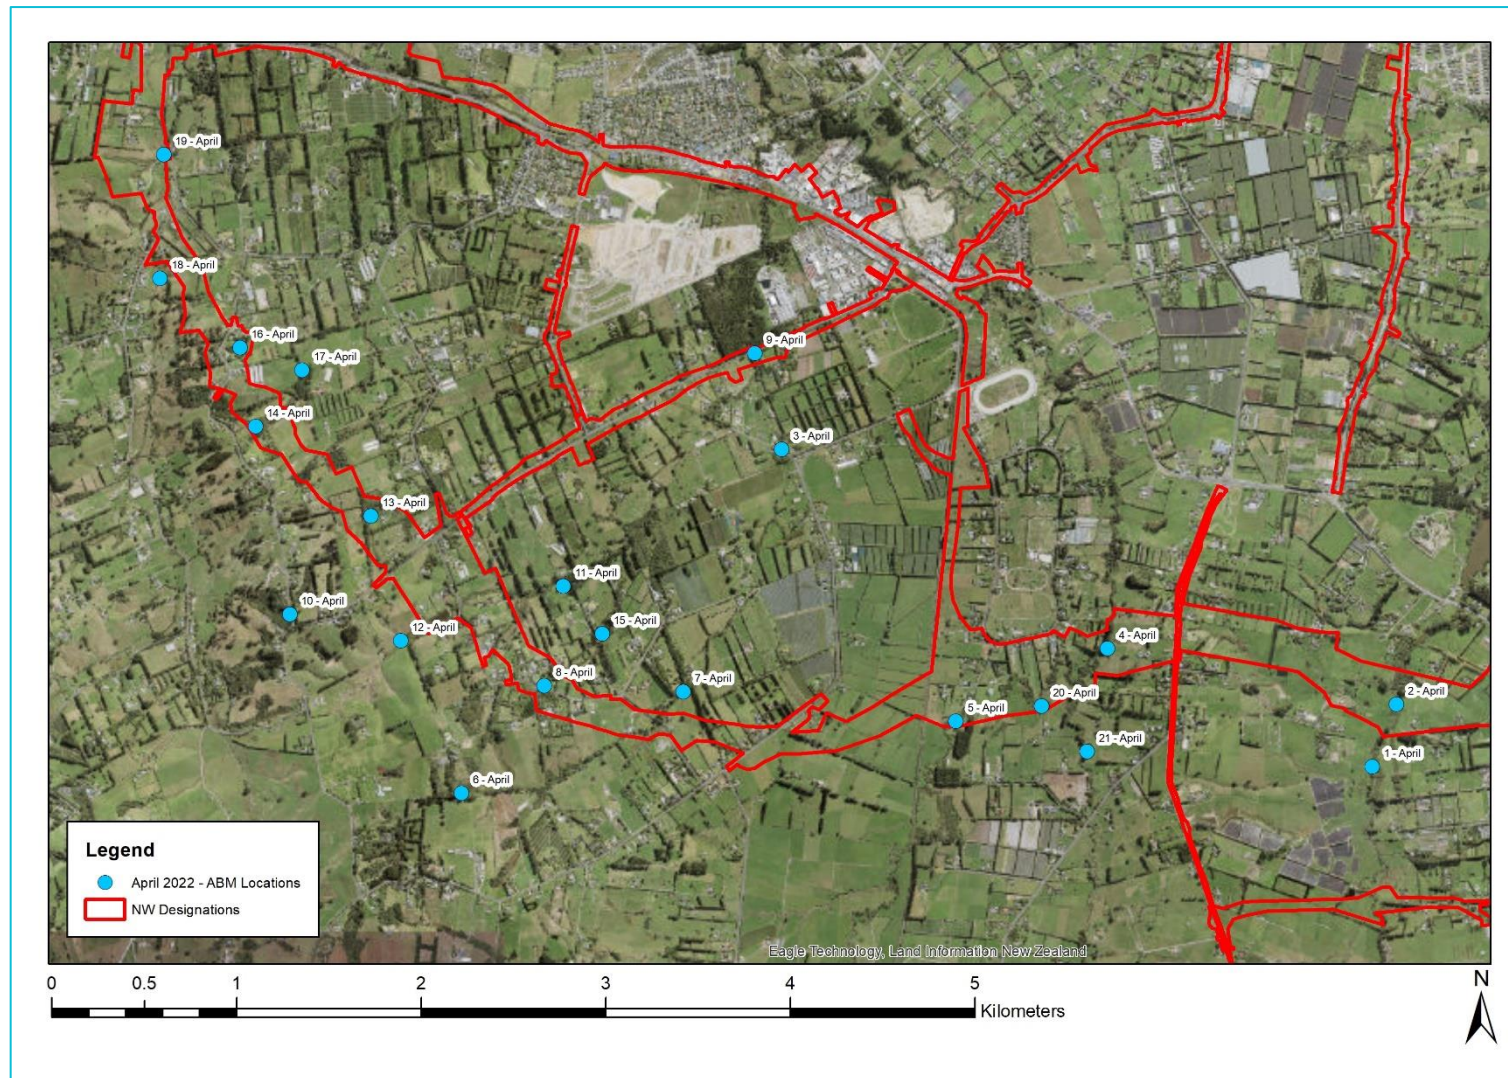 19 - April
18 - April
16 - April
17 - April
9 - April
14 - April
3 - April
13 - April
11 - April
10 - April
15 - April
12 - April
4 - April
8 - April
7 - April
20 - April
2 - April
5 - April
21 - April
1 - April
6 - April
Legend
April 2022 - ABM Locations
NW Designations
Eagle Technology, Land Information New Zealand
0 0.5 1 2 3 4 5
Kilometers
N